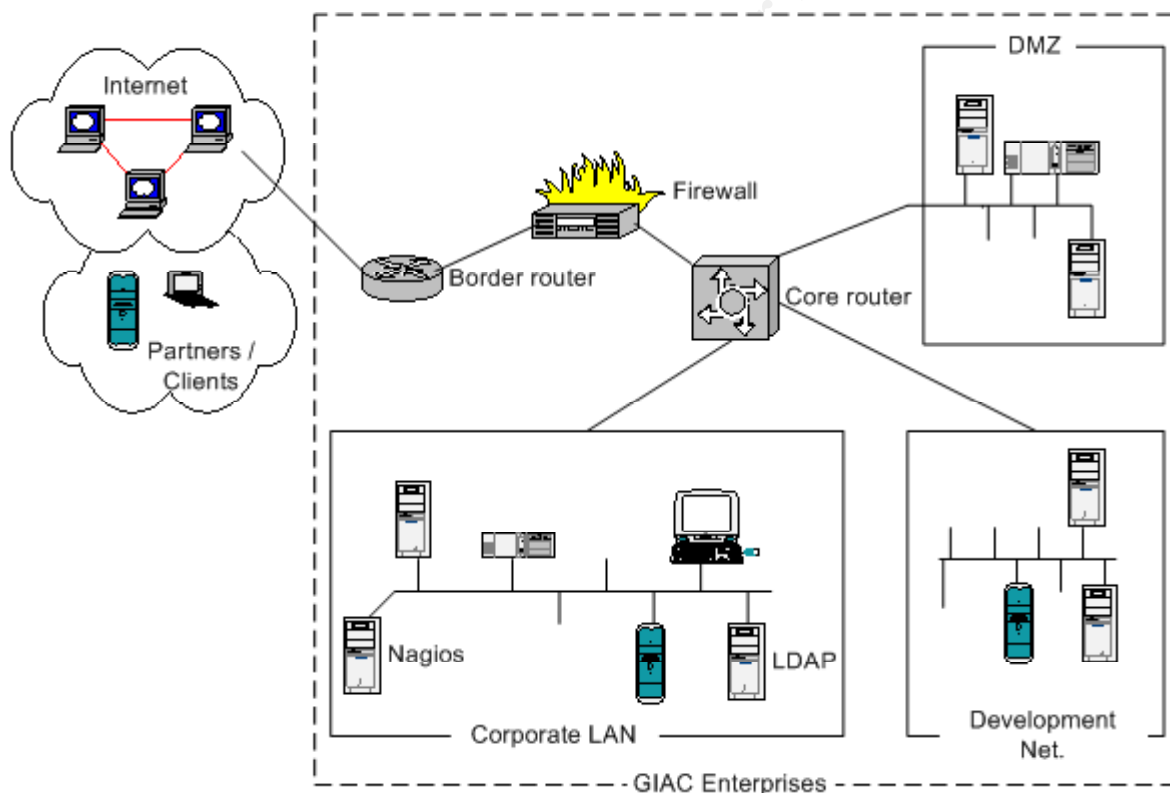 Internet
Partners /
Clients
Border router
Firewall
Core router
DMZ
Nagios
LDAP
Corporate LAN
Development
Net.
GIAC Enterprises